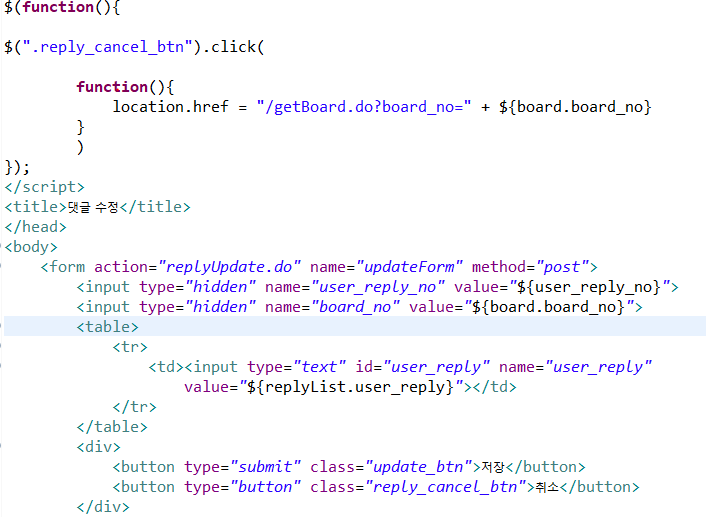 $(function(){
$(".reply_cancel_btn").click(
function(){
location.href = "/getBoard.do?board_no=" + ${board.board_no}
}
)
});
</script>
<title>댓글 수정</title>
</head>
<body>
<form action="replyUpdate.do" name="updateForm" method="post">
<input type="hidden" name="user_reply_no" value="${user_reply_no}">
<input type="hidden" name="board_no" value="${board.board_no}">
<table>
<tr>
<td><input type="text" id="user_reply" name="user_reply"
value="${replyList.user_reply}"></td>
</tr>
</table>
<div>
<button type="submit" class="update_btn">저장</button>
<button type="button" class="reply_cancel_btn">취소</button>
</div>